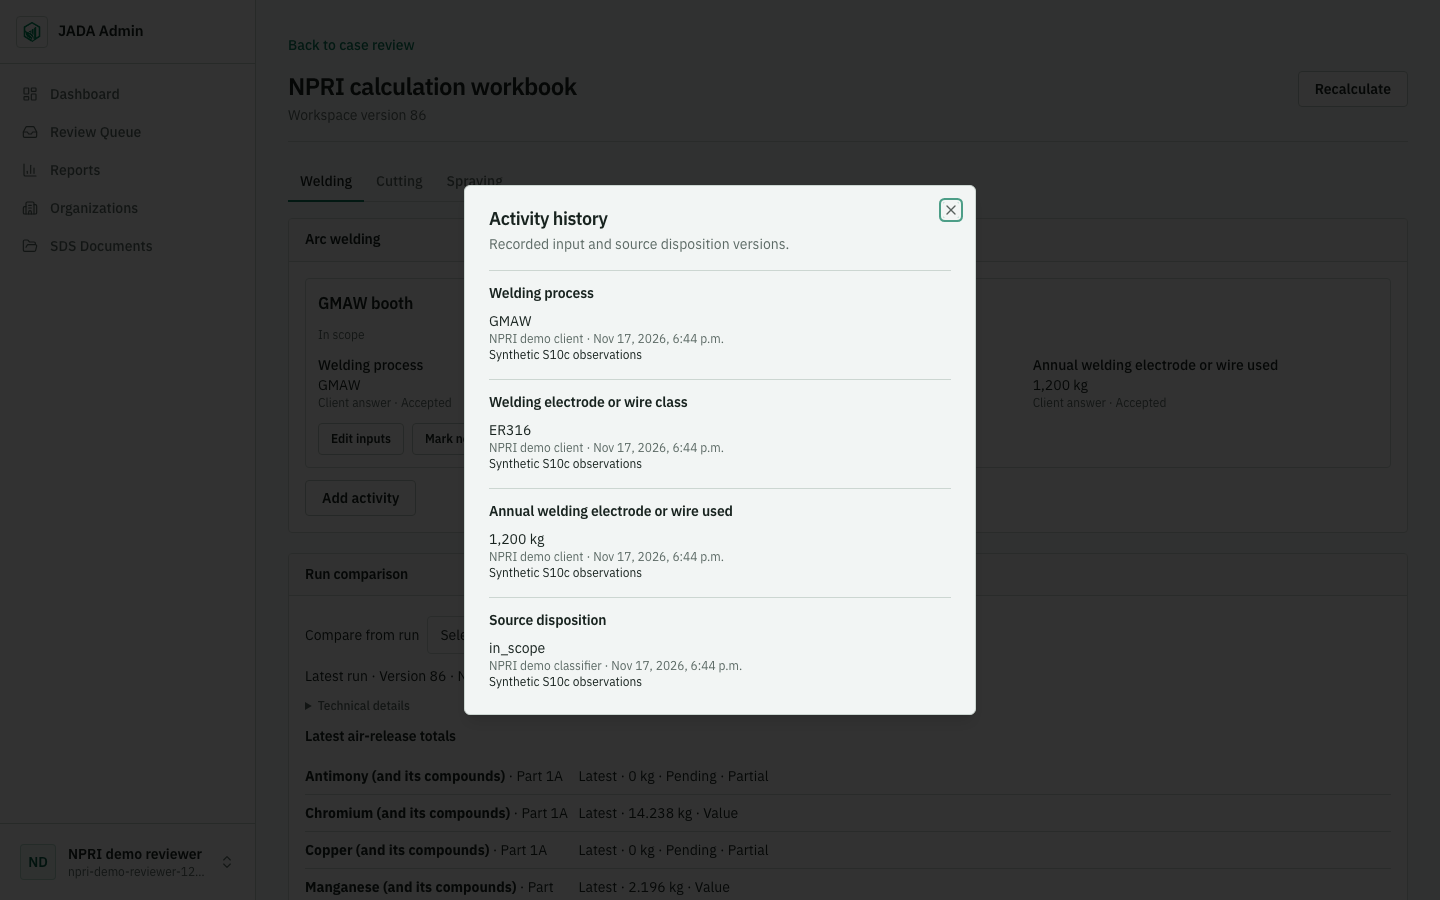 JADA Admin
Dashboard
Review Queue
Reports
Organizations
SDS Documents
ND
NPRI demo reviewer
npri-demo-reviewer-12...
Back to case review
NPRI calculation workbook
Workspace version 86
Recalculate
Welding
Cutting
Spraying
Arc welding
GMAW booth
In scope
Welding process
GMAW
Client answer · Accepted
Annual welding electrode or wire used
1,200 kg
Client answer · Accepted
Edit inputs
Add activity
Run comparison
Compare from run
Latest run · Version 86 ·
Technical details
Latest air-release totals
Antimony (and its compounds) · Part 1A Latest · 0 kg · Pending · Partial
Chromium (and its compounds) · Part 1A Latest · 14.238 kg · Value
Copper (and its compounds) · Part 1A Latest · 0 kg · Pending · Partial
Manganese (and its compounds) · Part Latest · 2.196 kg · Value
Activity history
Recorded input and source disposition versions.
Welding process
GMAW
NPRI demo client · Nov 17, 2026, 6:44 p.m.
Synthetic S10c observations
Welding electrode or wire class
ER316
NPRI demo client · Nov 17, 2026, 6:44 p.m.
Synthetic S10c observations
Annual welding electrode or wire used
1,200 kg
NPRI demo client · Nov 17, 2026, 6:44 p.m.
Synthetic S10c observations
Source disposition
in_scope
NPRI demo classifier · Nov 17, 2026, 6:44 p.m.
Synthetic S10c observations